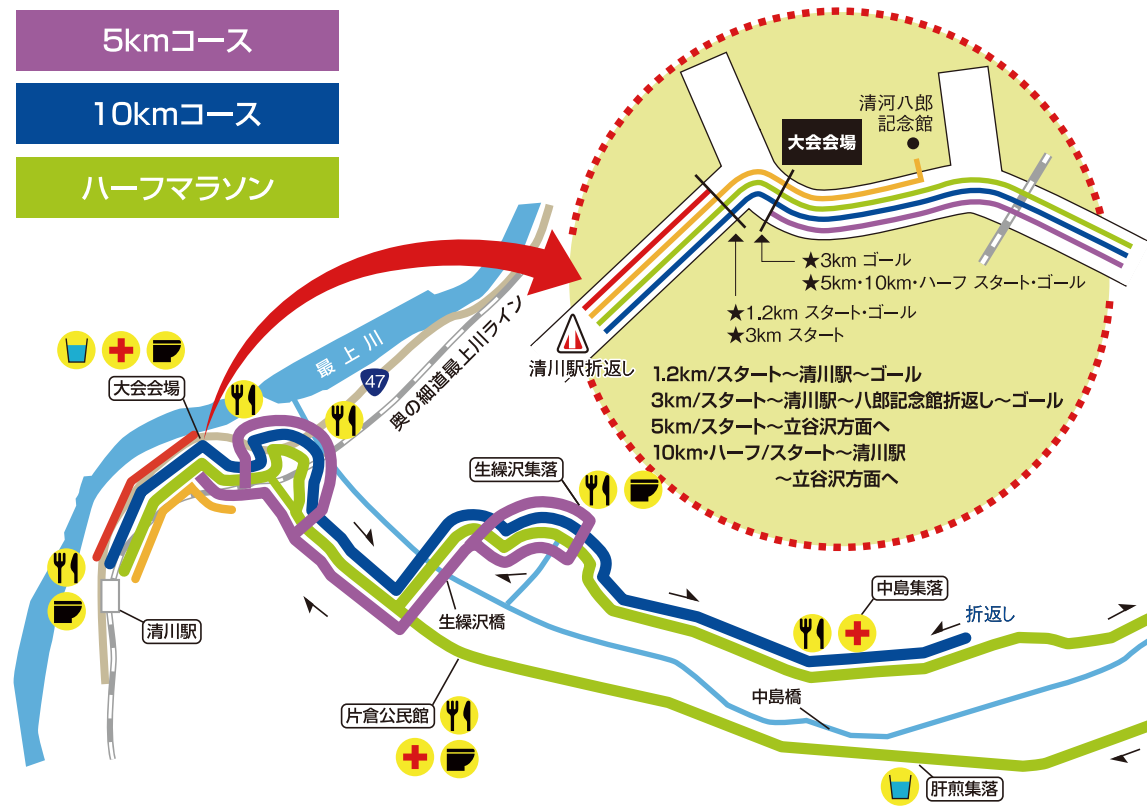 5kmコース
10kmコース
ハーフマラソン
清河八郎
記念館
大会会場
★3km ゴール
★5km・10km・ハーフ スタート・ゴール
★1.2km スタート・ゴール
★3km スタート
清川駅折返し
1.2km/スタート〜清川駅〜ゴール
3km/スタート〜清川駅〜八郎記念館折返し〜ゴール
5km/スタート〜立谷沢方面へ
10km・ハーフ/スタート〜清川駅
〜立谷沢方面へ
最上川
47
奥の細道最上川ライン
大会会場
生繰沢集落
中島集落
折返し
清川駅
生繰沢橋
片倉公民館
中島橋
肝煎集落